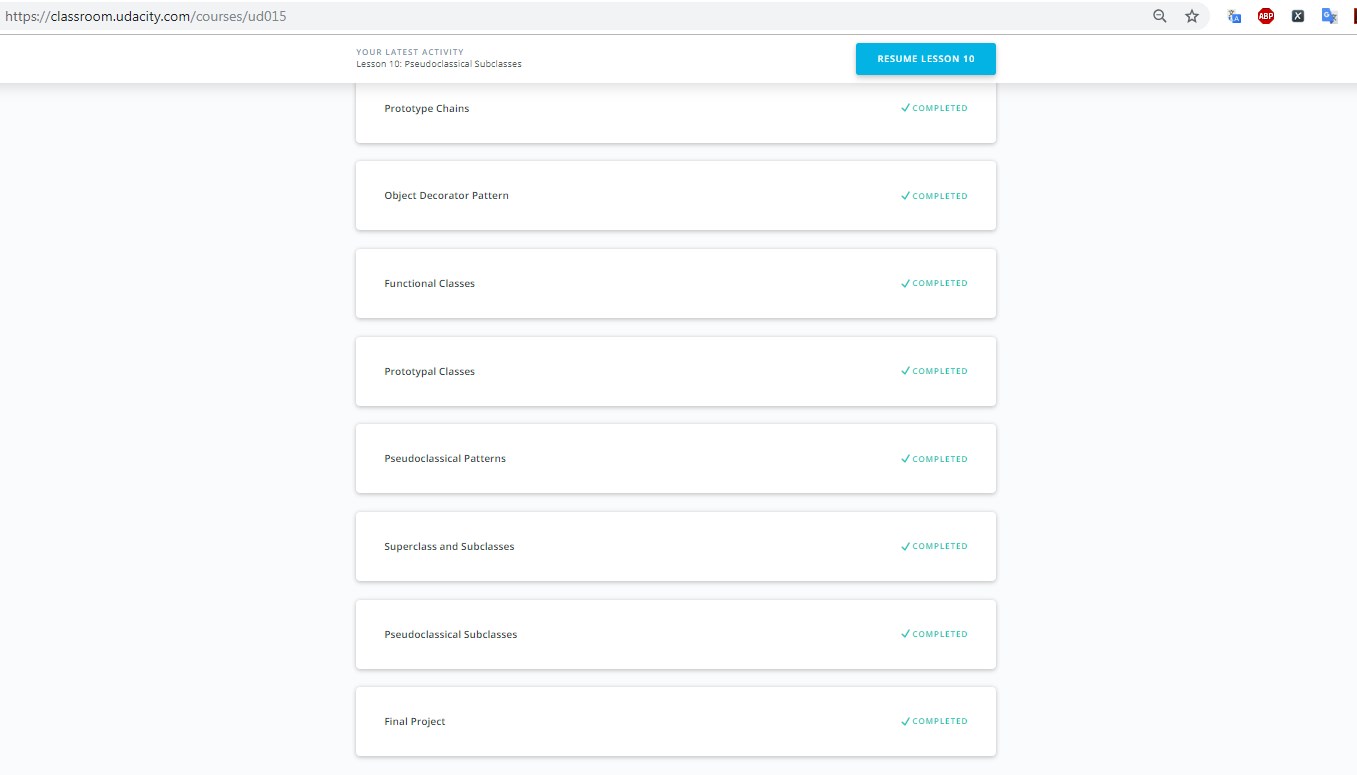 https://classroom.udacity.com/courses/ud015
ABP
YOUR LATEST ACTIVITY
Lesson 10: Pseudoclassical Subclasses
RESUME LESSON 10
Prototype Chains COMPLETED
Object Decorator Pattern COMPLETED
Functional Classes COMPLETED
Prototypal Classes COMPLETED
Pseudoclassical Patterns COMPLETED
Superclass and Subclasses COMPLETED
Pseudoclassical Subclasses COMPLETED
Final Project COMPLETED